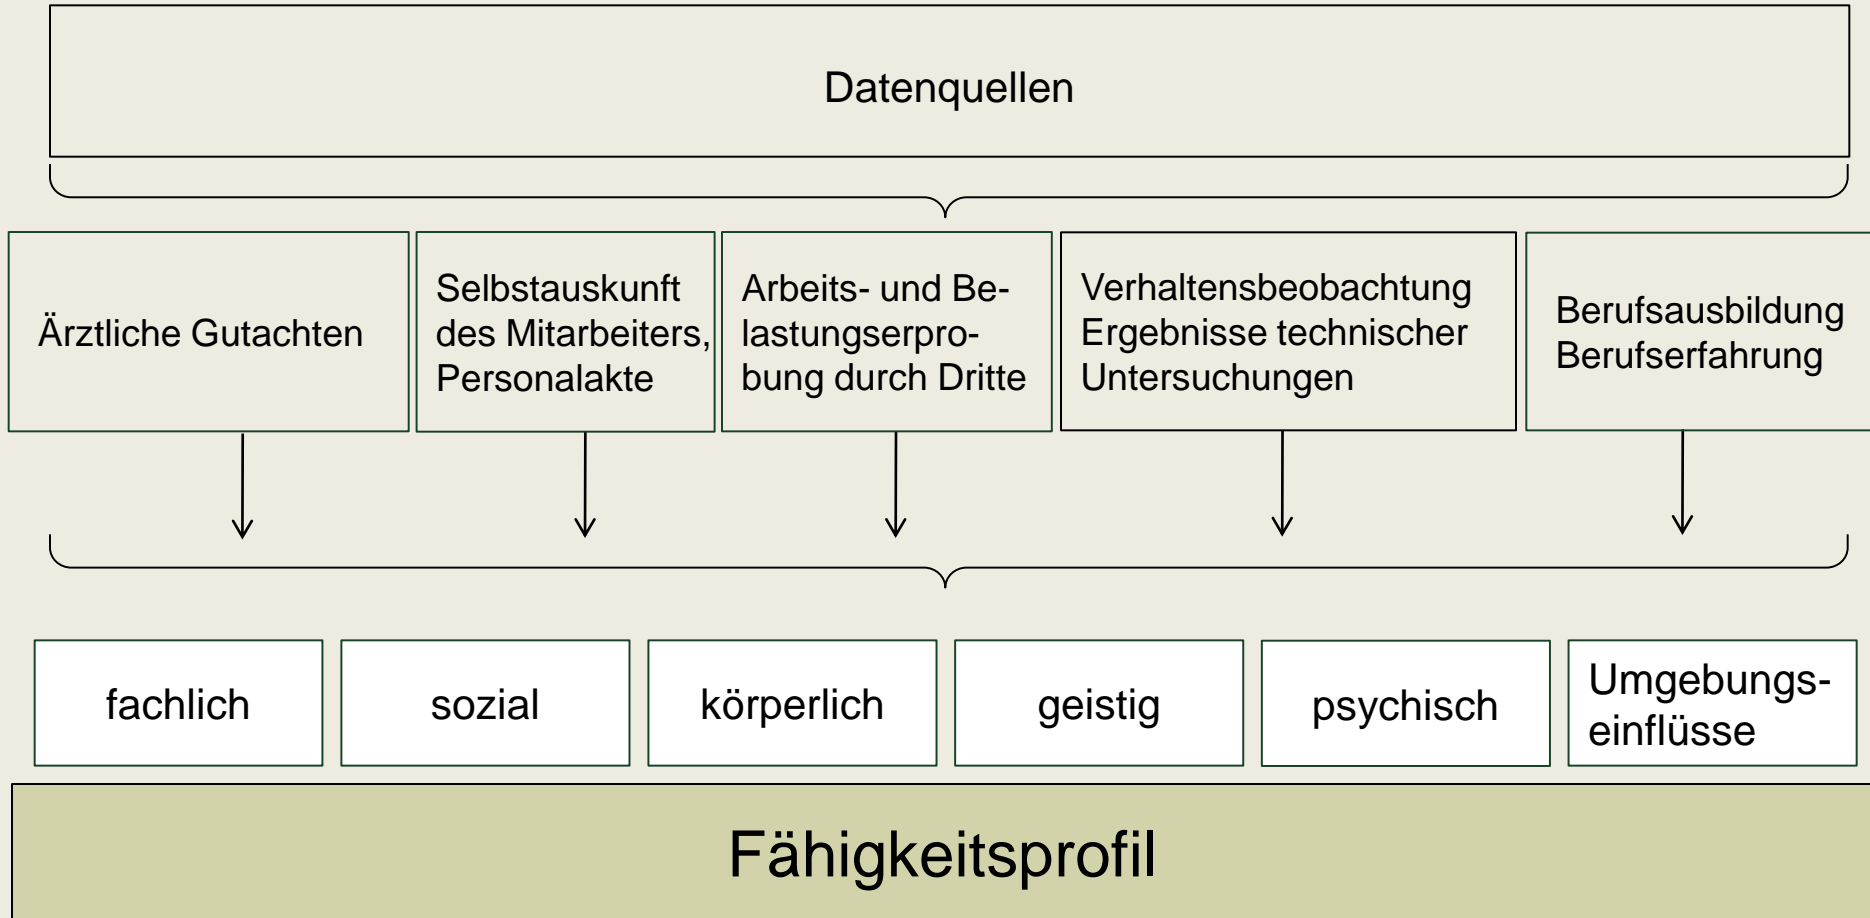 Datenquellen
Ärztliche Gutachten
Selbstauskunft
des Mitarbeiters,
Personalakte
Arbeits- und Be-
lastungserpro-
bung durch Dritte
Verhaltensbeobachtung
Ergebnisse technischer
Untersuchungen
Berufsausbildung
Berufserfahrung
fachlich
sozial
körperlich
geistig
psychisch
Umgebungs-
einflüsse
Fähigkeitsprofil